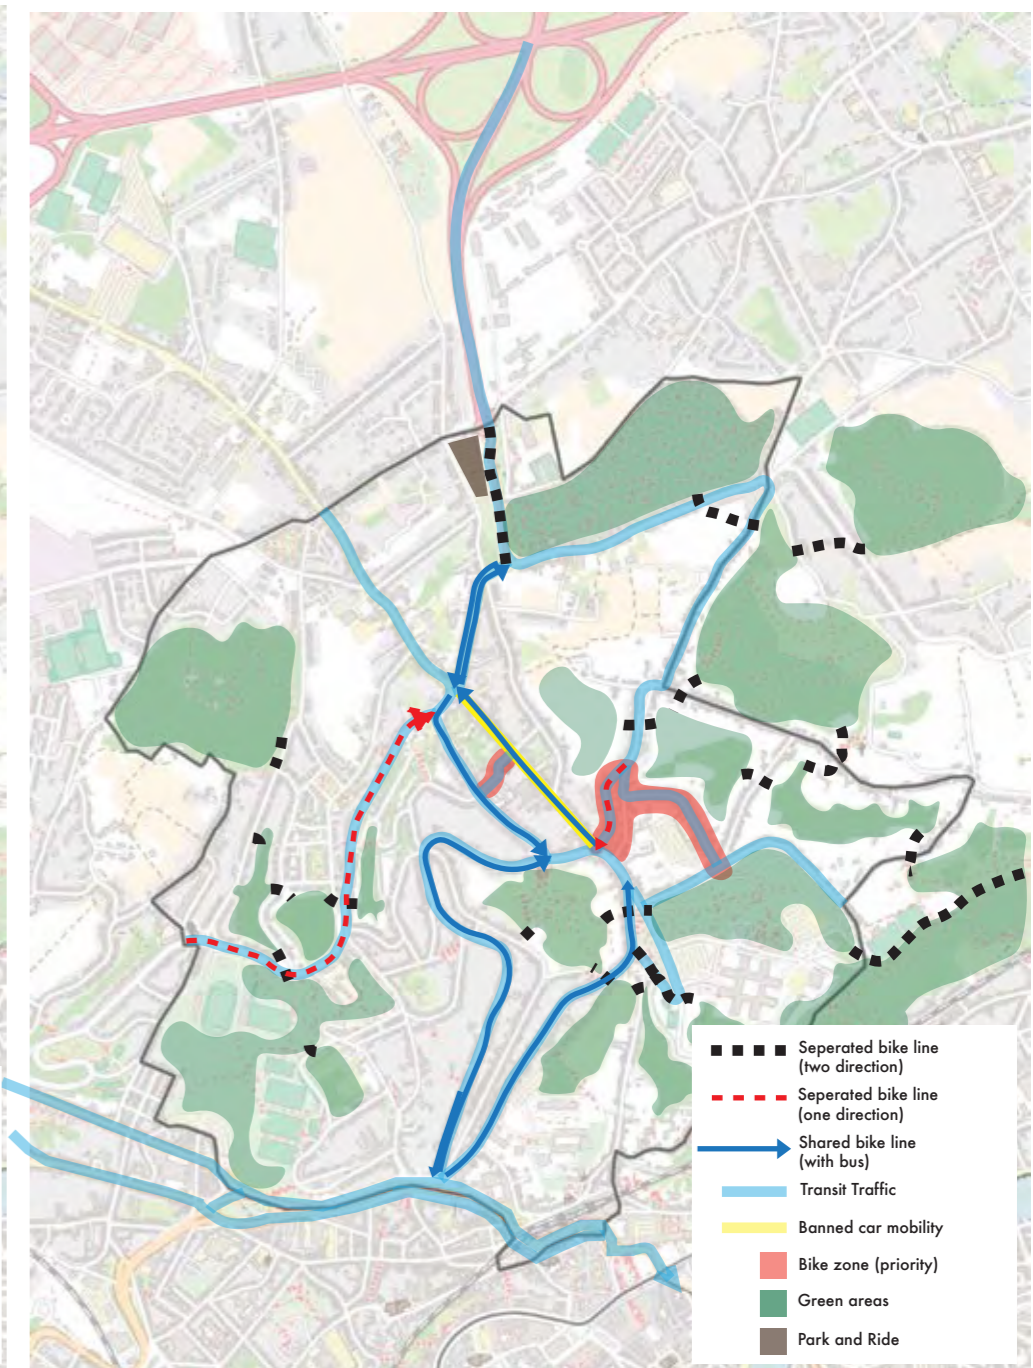 Seperated bike line
(two direction)
Seperated bike line
(one direction)
Shared bike line
(with bus)
Transit Traffic
Banned car mobility
Bike zone (priority)
Green areas
Park and Ride